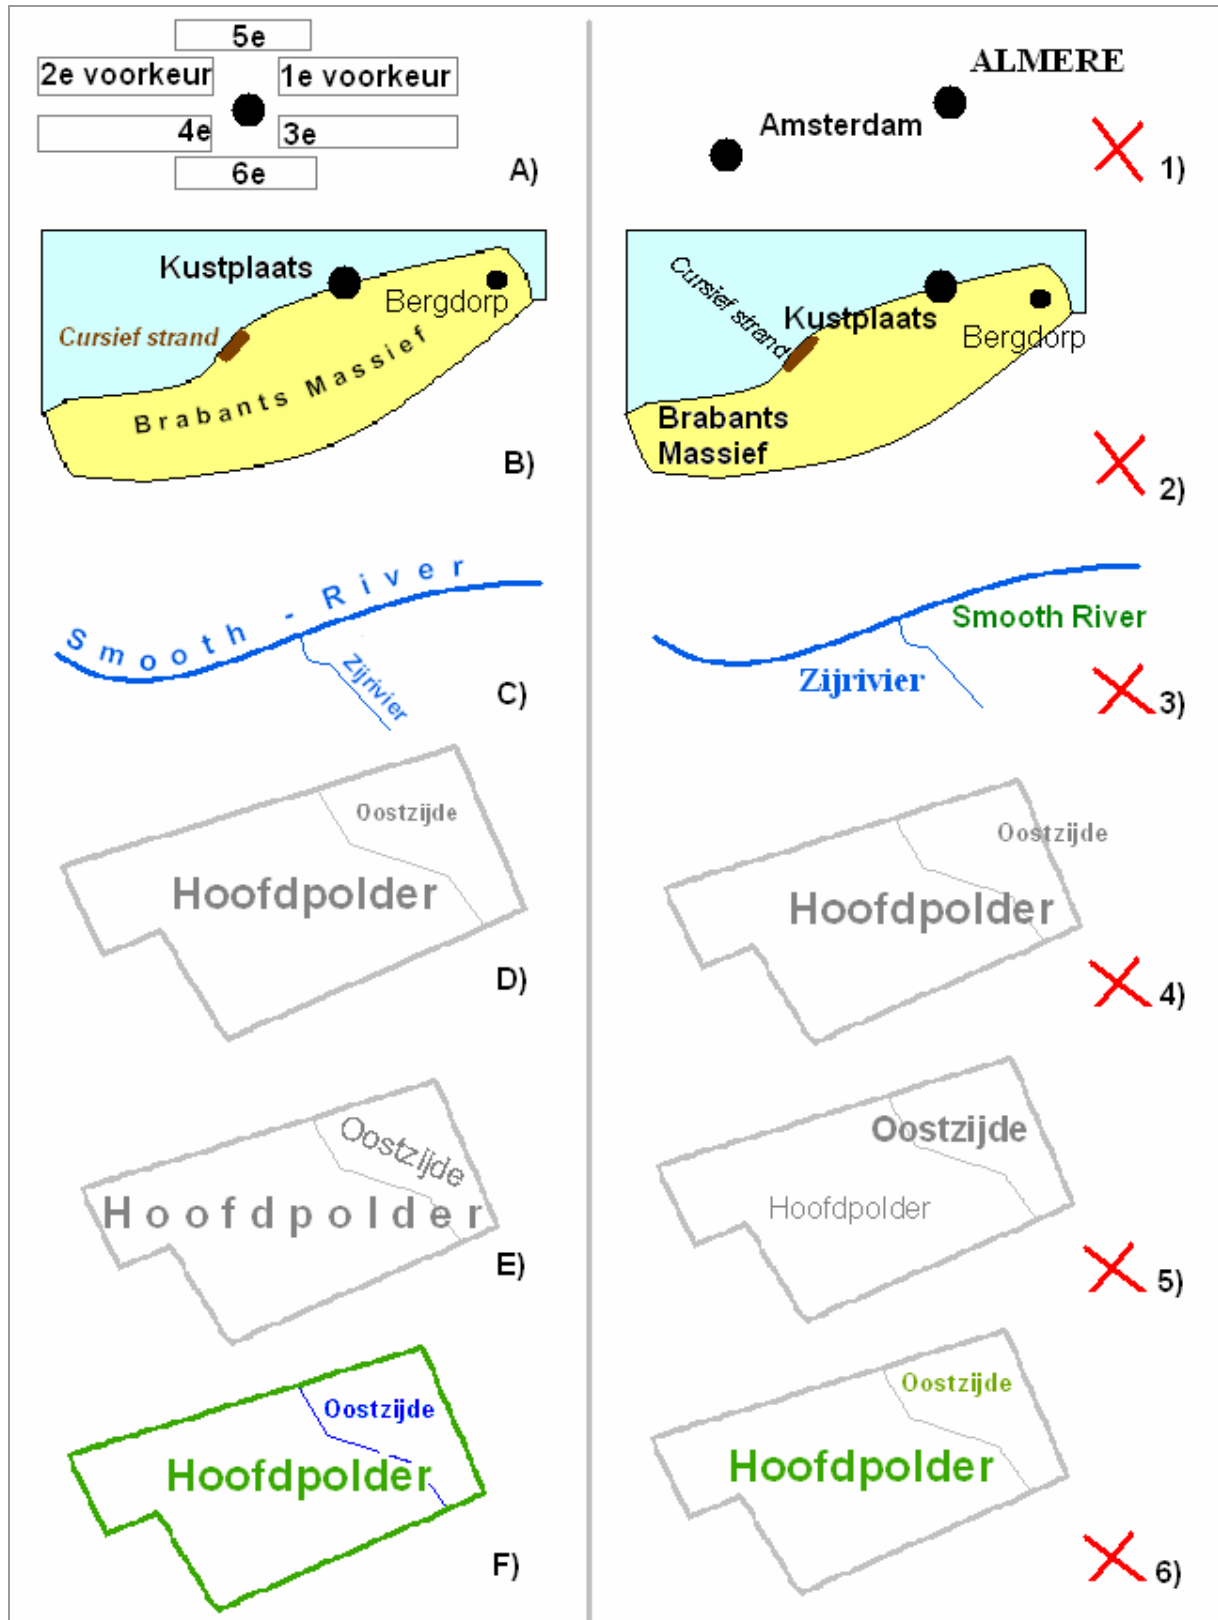 5e
2e voorkeur
1e voorkeur
4e
3e
6e
A)
ALMERE
Amsterdam
1)
Kustplaats
Bergdorp
Cursief strand
Brabants Massief
B)
Cursief strand
Kustplaats
Bergdorp
Brabants
Massief
2)
Smooth - River
Zijrivier
C)
Smooth River
Zijrivier
3)
Oostzijde
Hoofdpolder
D)
Oostzijde
Hoofdpolder
4)
Oostzijde
Hoofdpolder
E)
Oostzijde
Hoofdpolder
5)
Oostzijde
Hoofdpolder
F)
Oostzijde
Hoofdpolder
6)